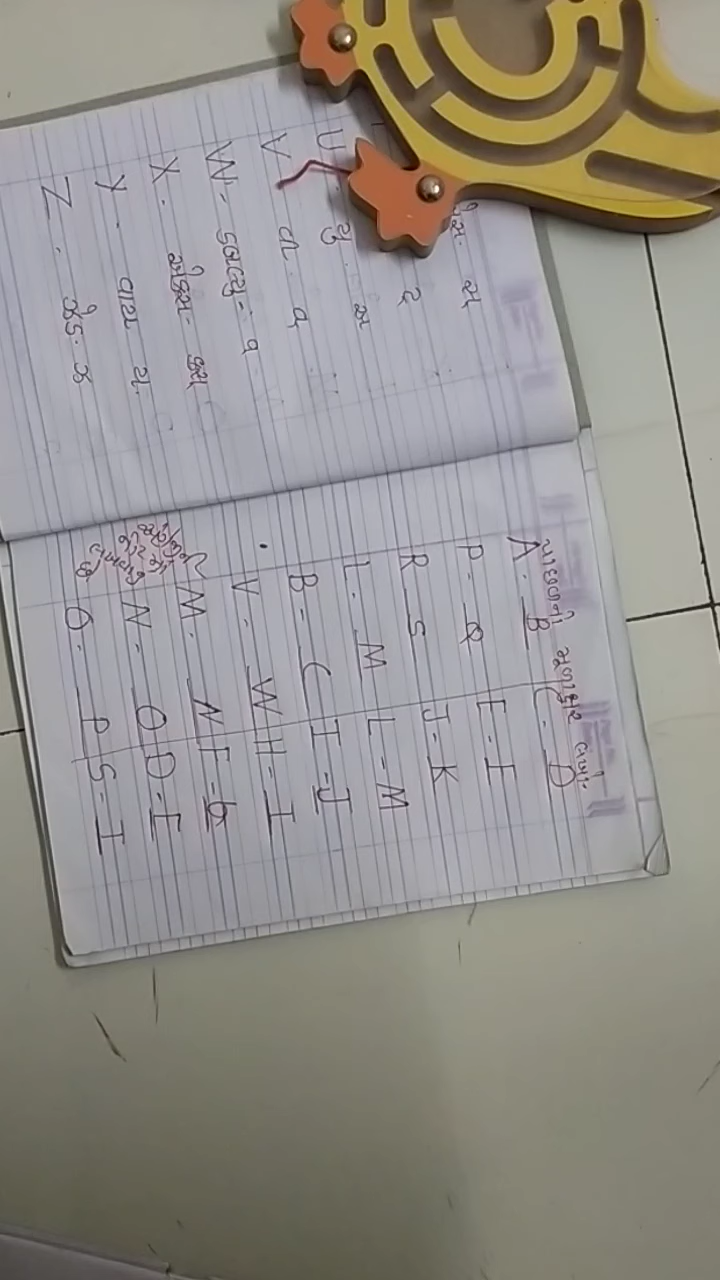 સ
ટ
U. યુ. અ
V વી. વ
W. ડબલ્યુ. વ
X. એક્સ. ક્સ
Y. વાય ય.
Z. ઝેડ. ઝ
પાછળનો મૂળાક્ષર લખો.
A. B C - D
P - Q E - F
R S J - K
L. M L - M
B - C I - J
V - W H - I
M. N F - G
N - O D - E
O - P S - I